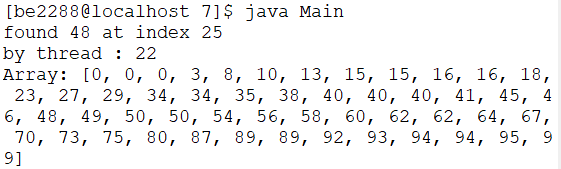 [be2288@localhost 7]$ java Main
found 48 at index 25
by thread : 22
Array: [0, 0, 0, 3, 8, 10, 13, 15, 15, 16, 16, 18,
 23, 27, 29, 34, 34, 35, 38, 40, 40, 40, 41, 45, 4
6, 48, 49, 50, 50, 54, 56, 58, 60, 62, 62, 64, 67,
 70, 73, 75, 80, 87, 89, 89, 92, 93, 94, 94, 95, 9
9]